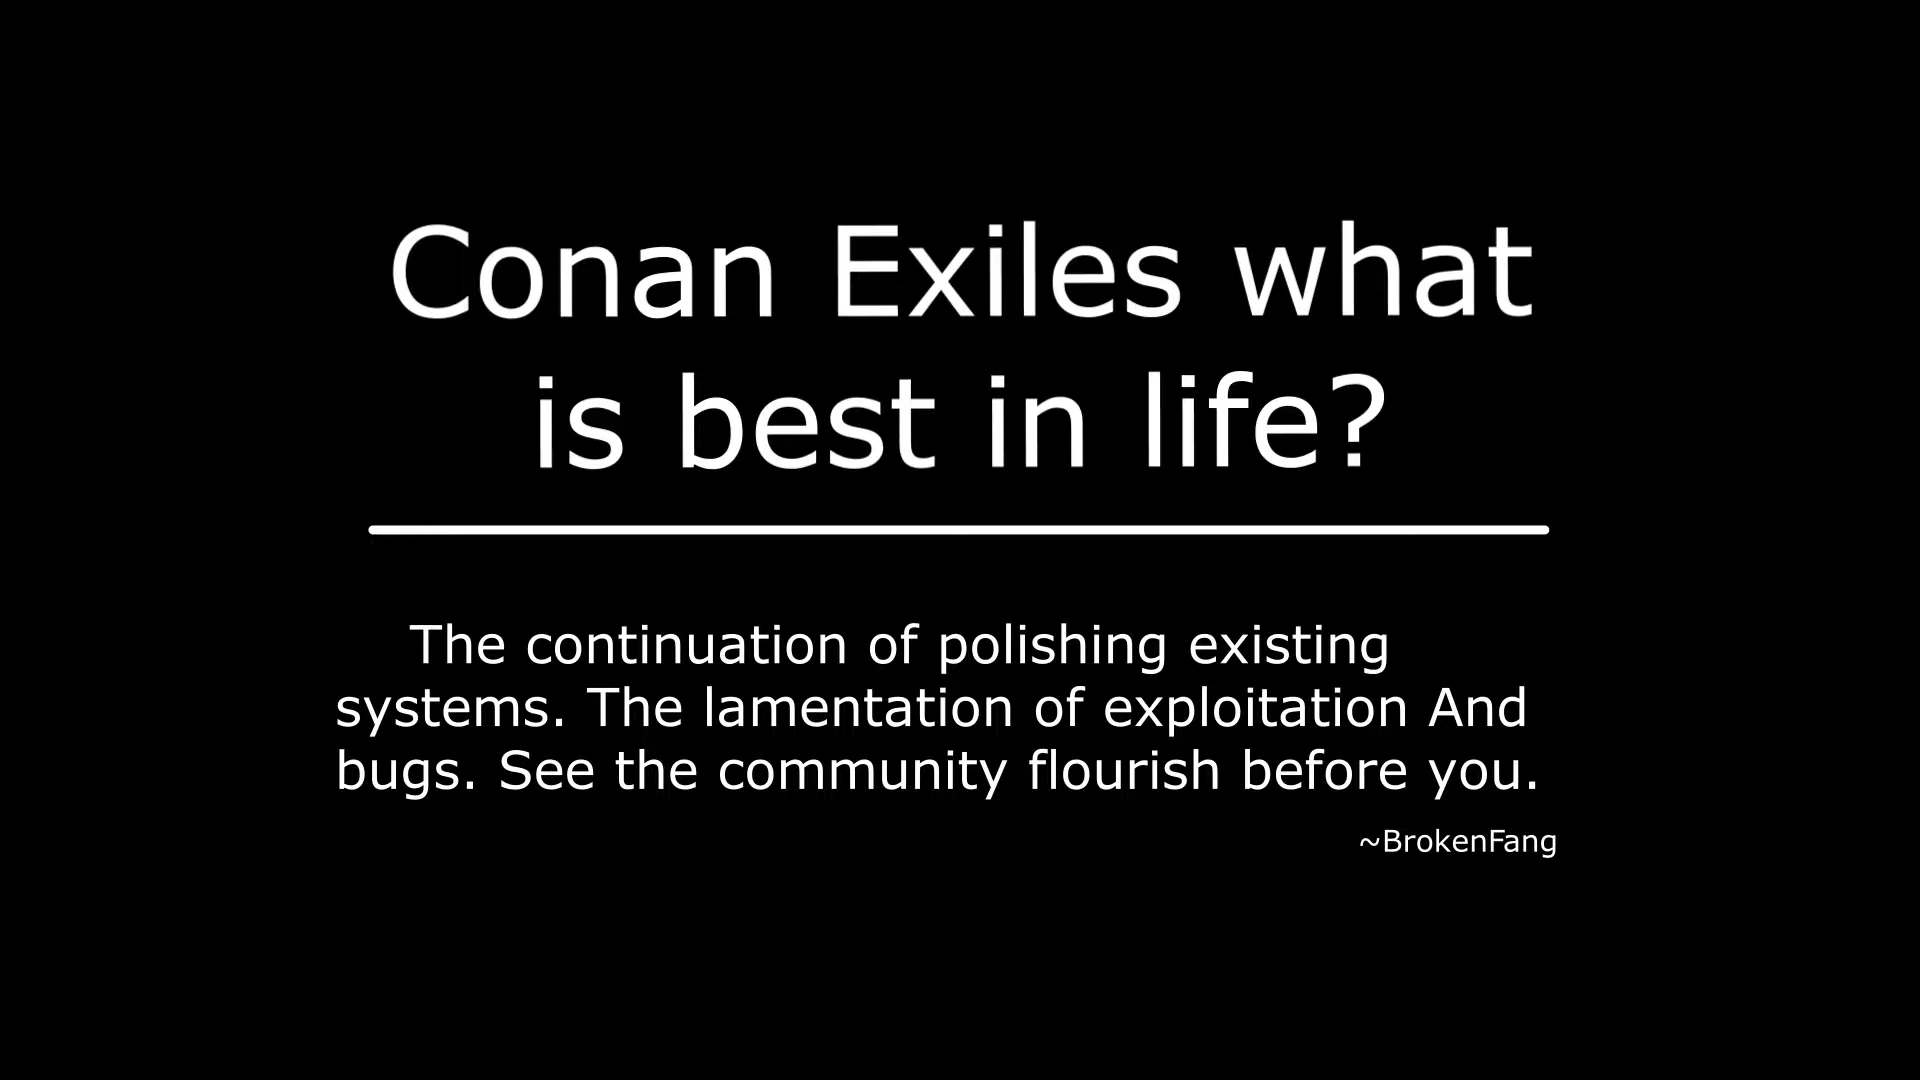 Conan Exiles what
is best in life?
The continuation of polishing existing
systems. The lamentation of exploitation And
bugs. See the community flourish before you.
~BrokenFang